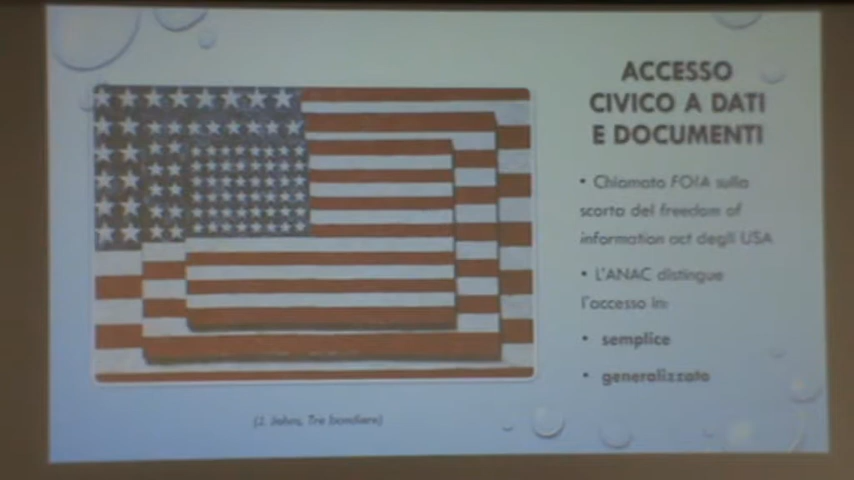 ACCESSO
CIVICO A DATI
E DOCUMENTI
• Chiamato FOIA sulla
scorta del freedom of
information act degli USA
• L'ANAC distingue
l'accesso in:
• semplice
• generalizzato
(J. Johns, Tre bandiere)